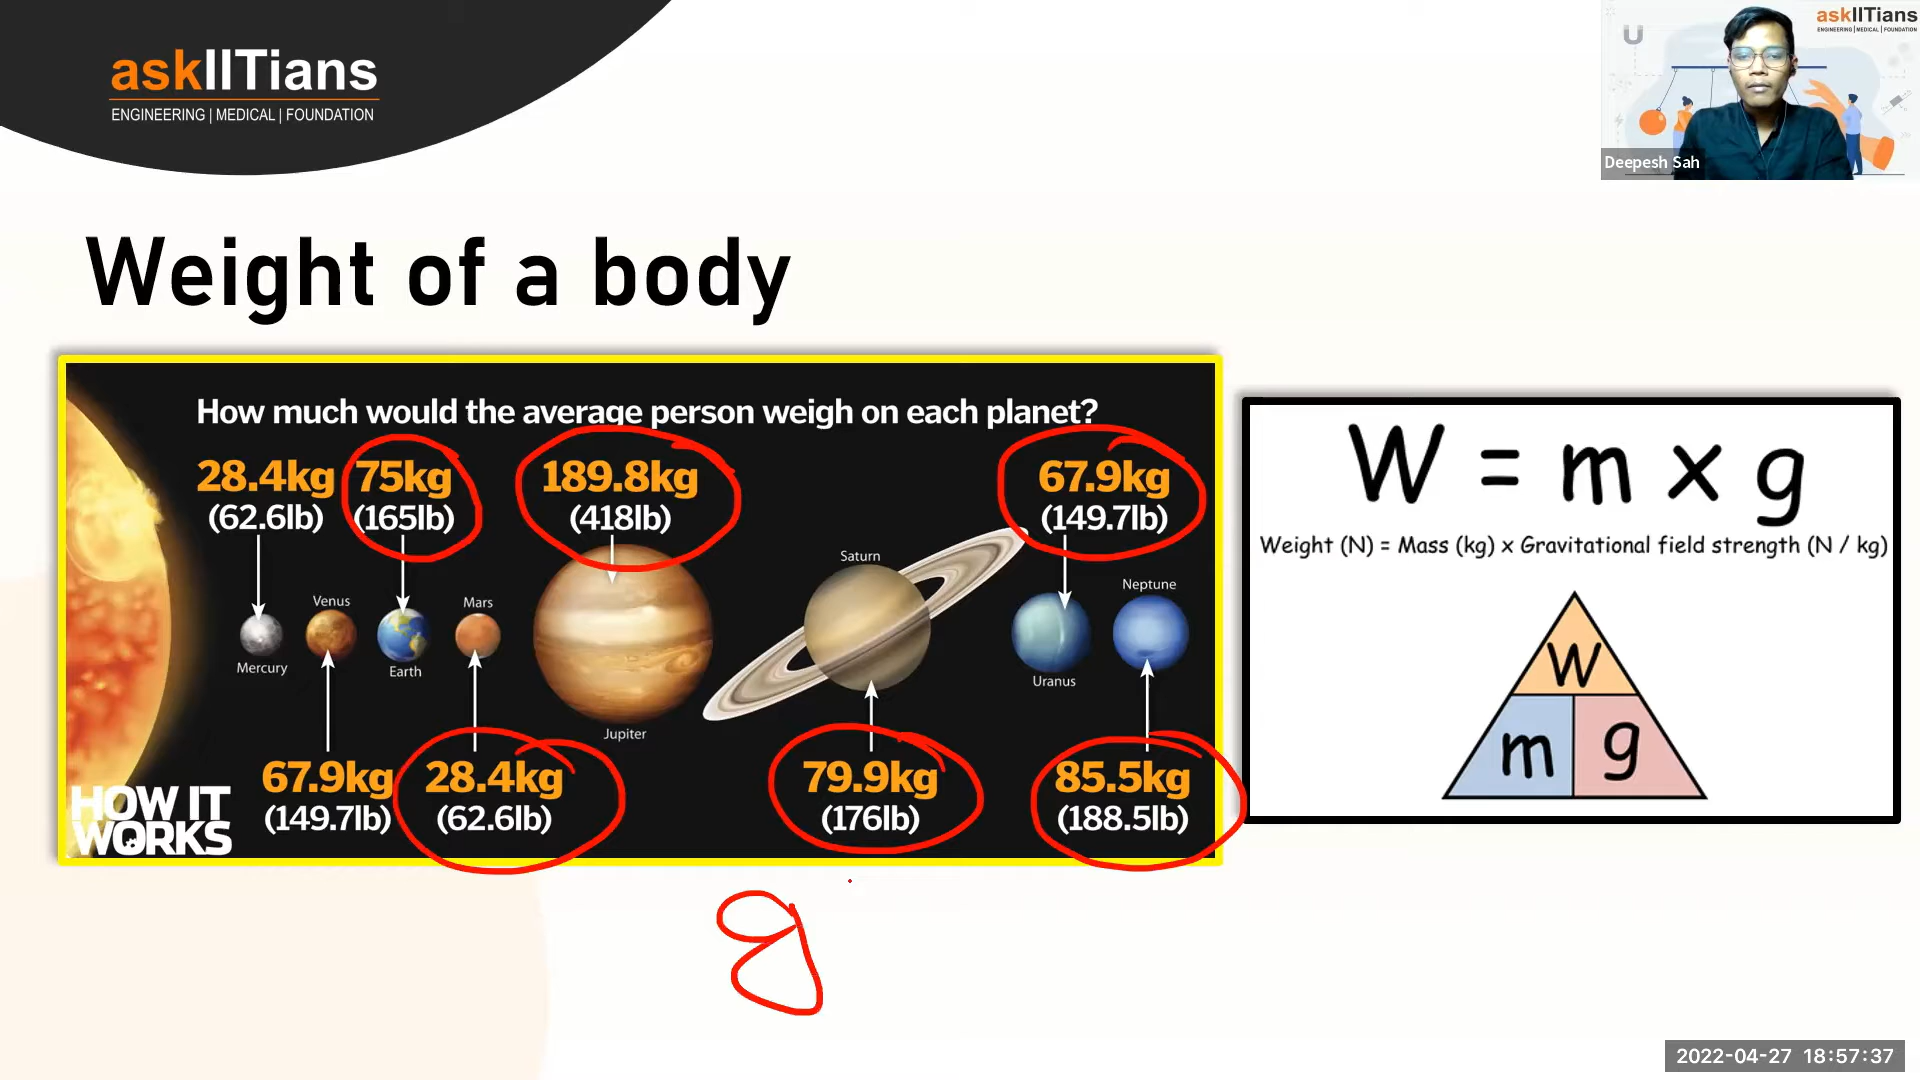 askIITians
ENGINEERING | MEDICAL | FOUNDATION
askIITians
ENGINEERING | MEDICAL | FOUNDATION
Deepesh Sah
Weight of a body
How much would the average person weigh on each planet?
28.4kg
(62.6lb)
75kg
(165lb)
189.8kg
(418lb)
67.9kg
(149.7lb)
Mercury
Venus
Earth
Mars
Jupiter
Saturn
Uranus
Neptune
67.9kg
(149.7lb)
28.4kg
(62.6lb)
79.9kg
(176lb)
85.5kg
(188.5lb)
HOW IT
WORKS
W = m x g
Weight (N) = Mass (kg) x Gravitational field strength (N / kg)
W
m g
g
2022-04-27 18:57:37